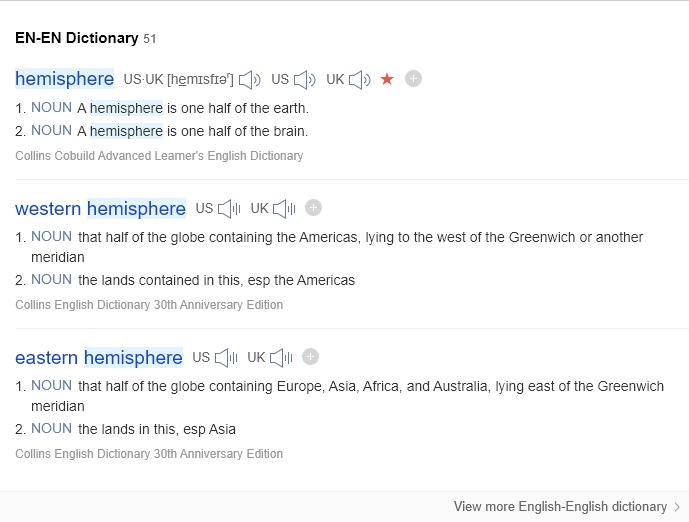 EN-EN Dictionary 51
hemisphere US·UK [hemɪsfɪəʳ] US UK
1. NOUN A hemisphere is one half of the earth.
2. NOUN A hemisphere is one half of the brain.
Collins Cobuild Advanced Learner's English Dictionary
western hemisphere US UK
1. NOUN that half of the globe containing the Americas, lying to the west of the Greenwich or another
meridian
2. NOUN the lands contained in this, esp the Americas
Collins English Dictionary 30th Anniversary Edition
eastern hemisphere US UK
1. NOUN that half of the globe containing Europe, Asia, Africa, and Australia, lying east of the Greenwich
meridian
2. NOUN the lands in this, esp Asia
Collins English Dictionary 30th Anniversary Edition
View more English-English dictionary